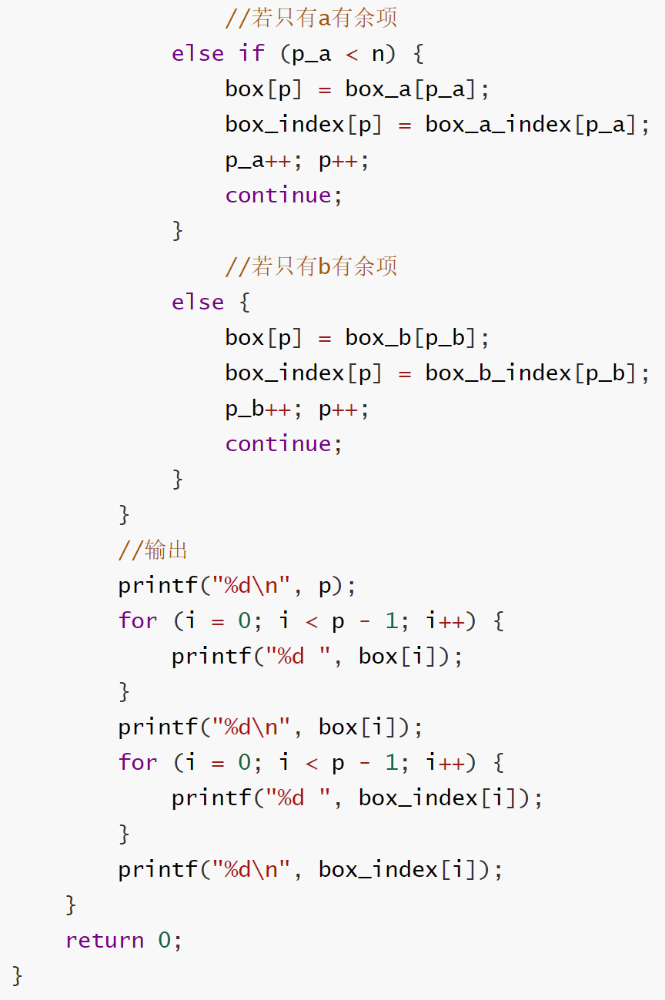 //若只有a有余项
else if (p_a < n) {
box[p] = box_a[p_a];
box_index[p] = box_a_index[p_a];
p_a++; p++;
continue;
}
//若只有b有余项
else {
box[p] = box_b[p_b];
box_index[p] = box_b_index[p_b];
p_b++; p++;
continue;
}
}
//输出
printf("%d\n", p);
for (i = 0; i < p - 1; i++) {
printf("%d ", box[i]);
}
printf("%d\n", box[i]);
for (i = 0; i < p - 1; i++) {
printf("%d ", box_index[i]);
}
printf("%d\n", box_index[i]);
}
return 0;
}